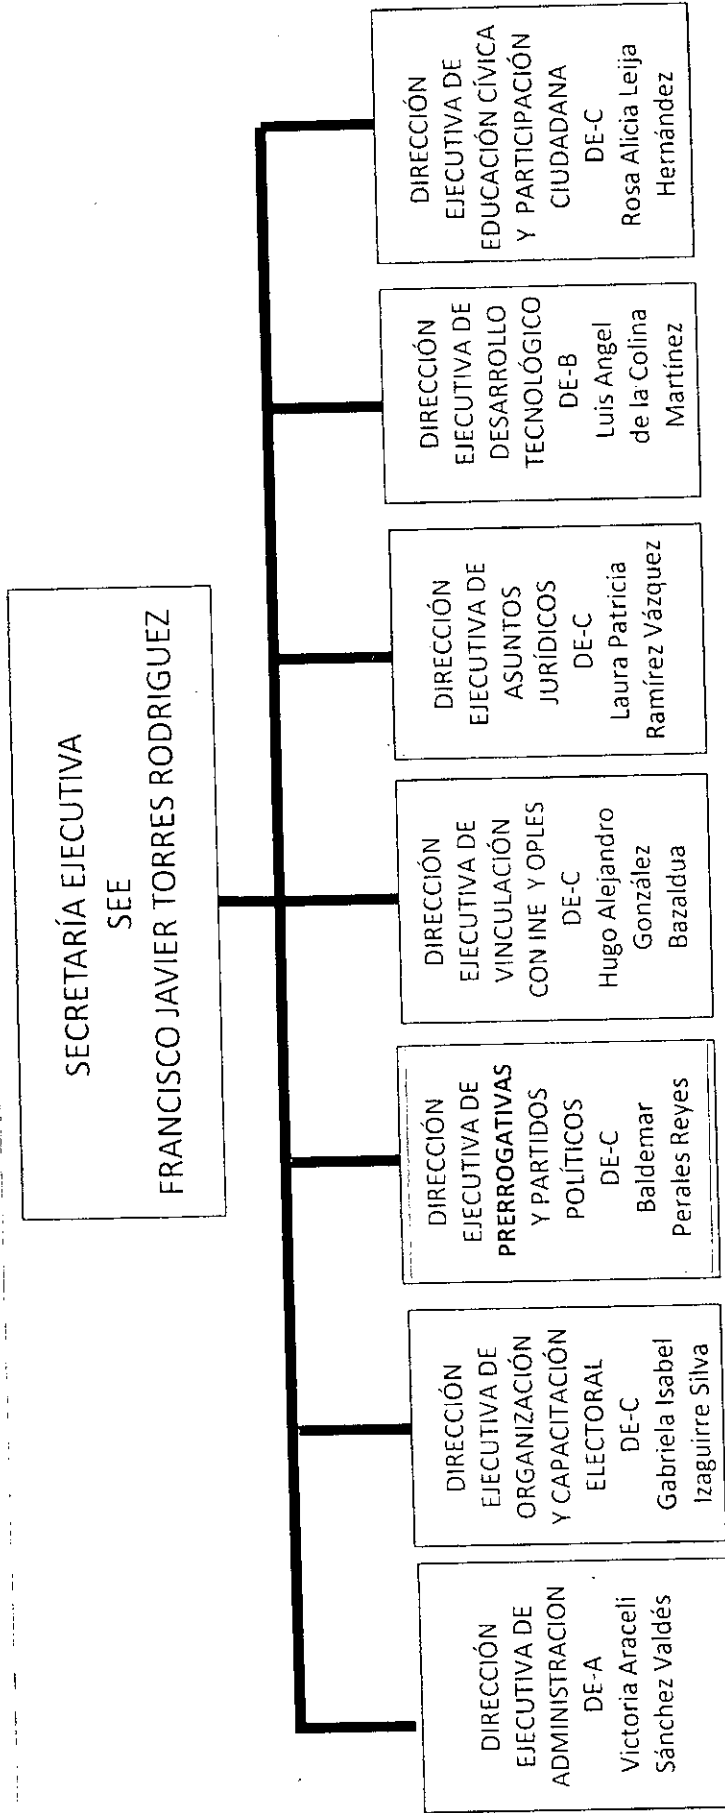 SECRETARÍA EJECUTIVA
SEE
FRANCISCO JAVIER TORRES RODRIGUEZ
DIRECCIÓN
EJECUTIVA DE
ADMINISTRACION
DE-A
Victoria Araceli
Sánchez Valdés
DIRECCIÓN
EJECUTIVA DE
ORGANIZACIÓN
Y CAPACITACIÓN
ELECTORAL
DE-C
Gabriela Isabel
Izaguirre Silva
DIRECCIÓN
EJECUTIVA DE
PRERROGATIVAS
Y PARTIDOS
POLÍTICOS
DE-C
Baldemar
Perales Reyes
DIRECCIÓN
EJECUTIVA DE
VINCULACIÓN
CON INE Y OPLES
DE-C
Hugo Alejandro
González
Bazaldua
DIRECCIÓN
EJECUTIVA DE
ASUNTOS
JURÍDICOS
DE-C
Laura Patricia
Ramírez Vázquez
DIRECCIÓN
EJECUTIVA DE
DESARROLLO
TECNOLÓGICO
DE-B
Luis Angel
de la Colina
Martínez
DIRECCIÓN
EJECUTIVA DE
EDUCACIÓN CÍVICA
Y PARTICIPACIÓN
CIUDADANA
DE-C
Rosa Alicia Leija
Hernández